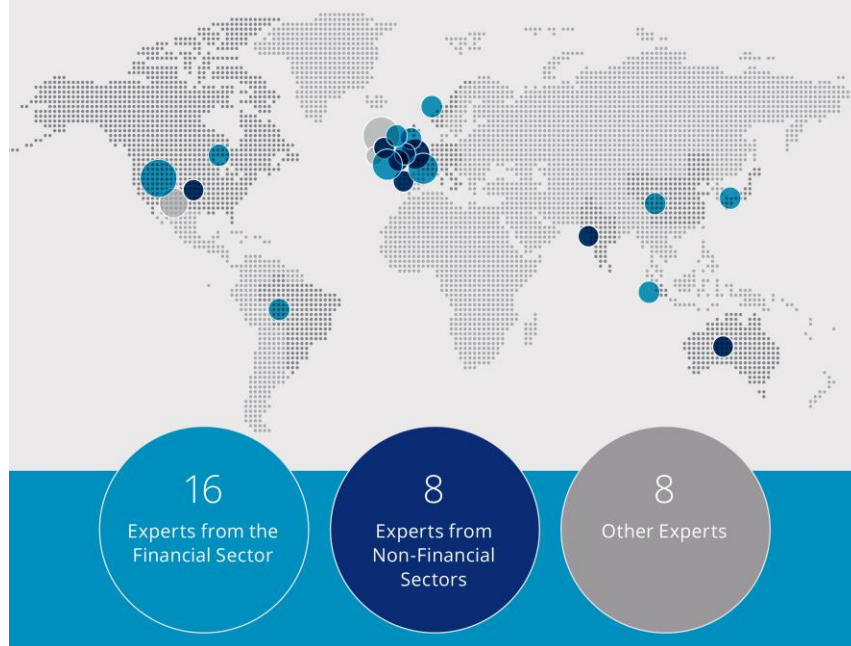 16
Experts from the
Financial Sector
8
Experts from
Non-Financial
Sectors
8
Other Experts